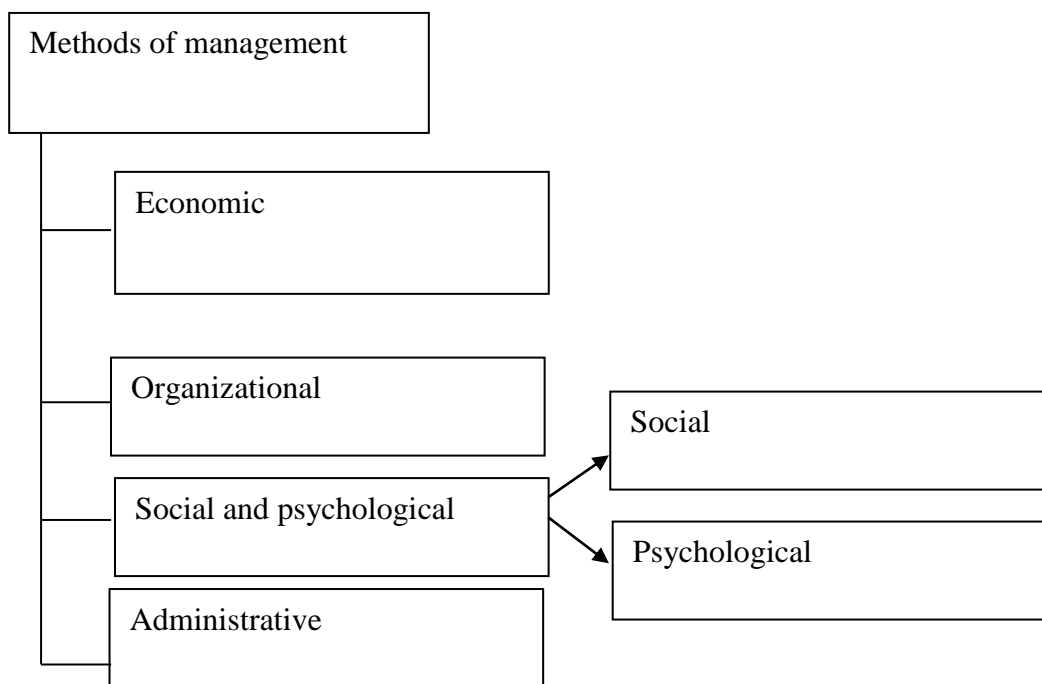 Methods of management
Economic
Organizational
Social
Social and psychological
Psychological
Administrative